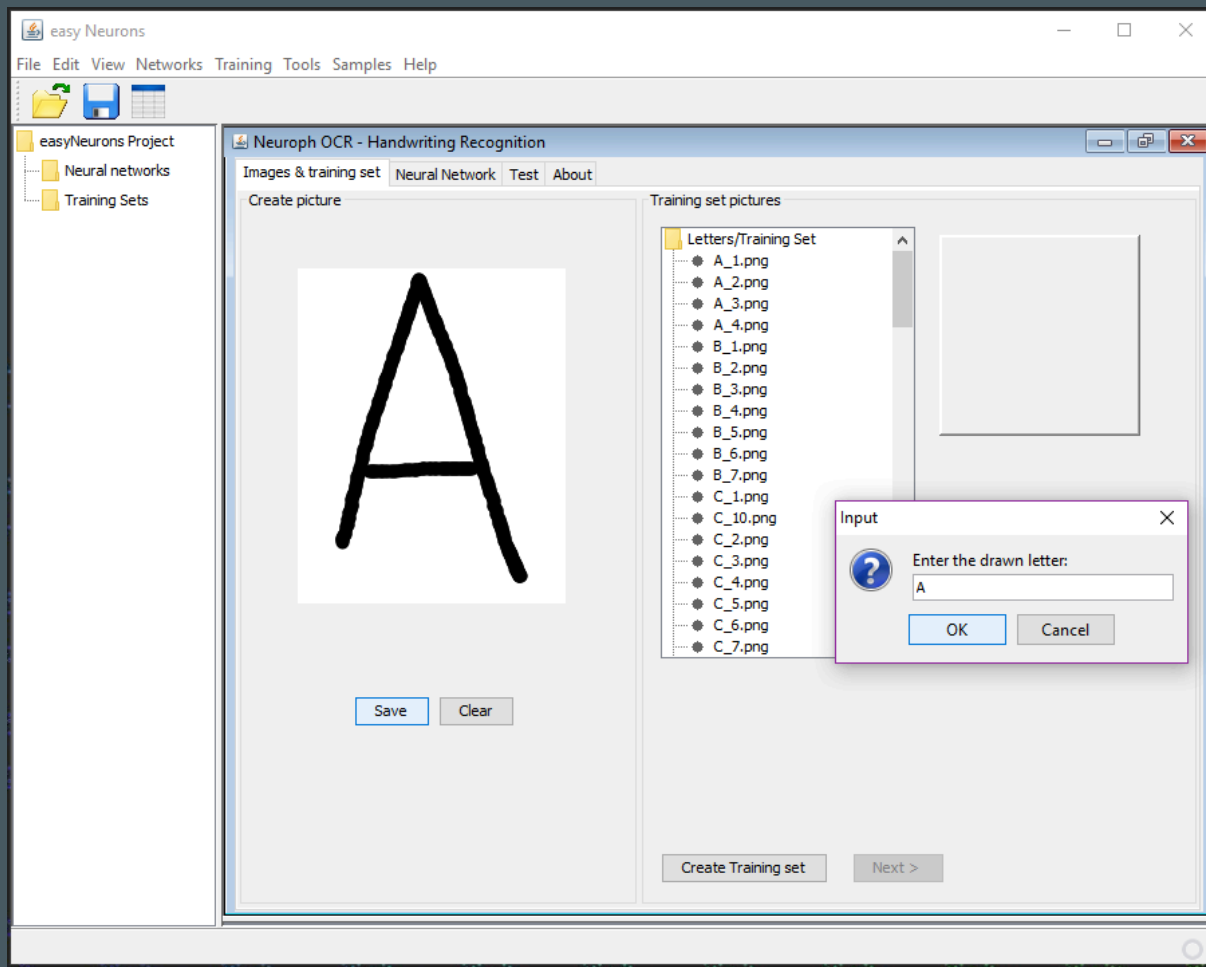 easy Neurons
File Edit View Networks Training Tools Samples Help
easyNeurons Project
Neural networks
Training Sets
Neuroph OCR - Handwriting Recognition
Images & training set Neural Network Test About
Create picture
A
Save Clear
Training set pictures
Letters/Training Set
A_1.png
A_2.png
A_3.png
A_4.png
B_1.png
B_2.png
B_3.png
B_4.png
B_5.png
B_6.png
B_7.png
C_1.png
C_10.png
C_2.png
C_3.png
C_4.png
C_5.png
C_6.png
C_7.png
Create Training set Next >
Input
Enter the drawn letter:
A
OK Cancel